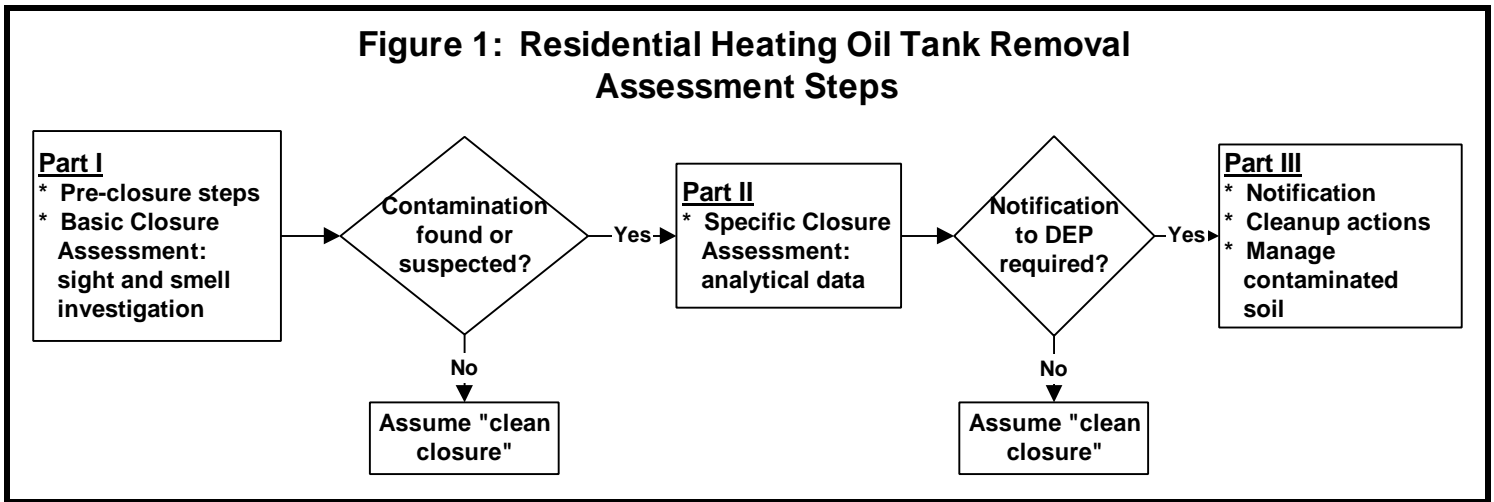 Figure 1: Residential Heating Oil Tank Removal
Assessment Steps
Part I
* Pre-closure steps
* Basic Closure
Assessment:
sight and smell
investigation
Contamination
found or
suspected?
Yes
No
Assume "clean
closure"
Part II
* Specific Closure
Assessment:
analytical data
Notification
to DEP
required?
Yes
No
Assume "clean
closure"
Part III
* Notification
* Cleanup actions
* Manage
contaminated
soil